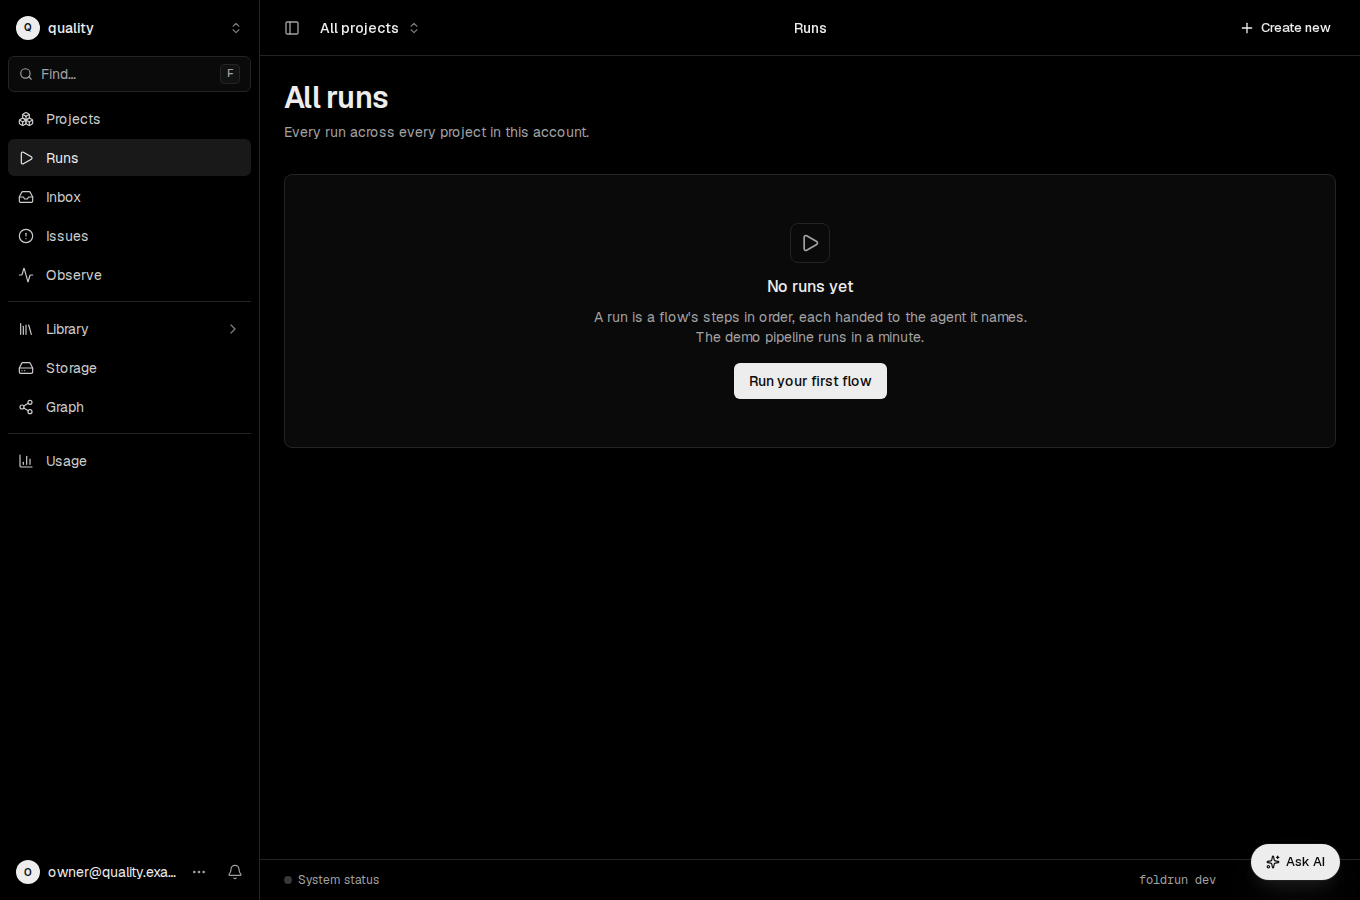 Q quality
Find… F
Projects
Runs
Inbox
Issues
Observe
Library
Storage
Graph
Usage
O owner@quality.exa…
All projects
Runs
Create new
All runs
Every run across every project in this account.
No runs yet
A run is a flow's steps in order, each handed to the agent it names.
The demo pipeline runs in a minute.
Run your first flow
System status
foldrun dev
Ask AI